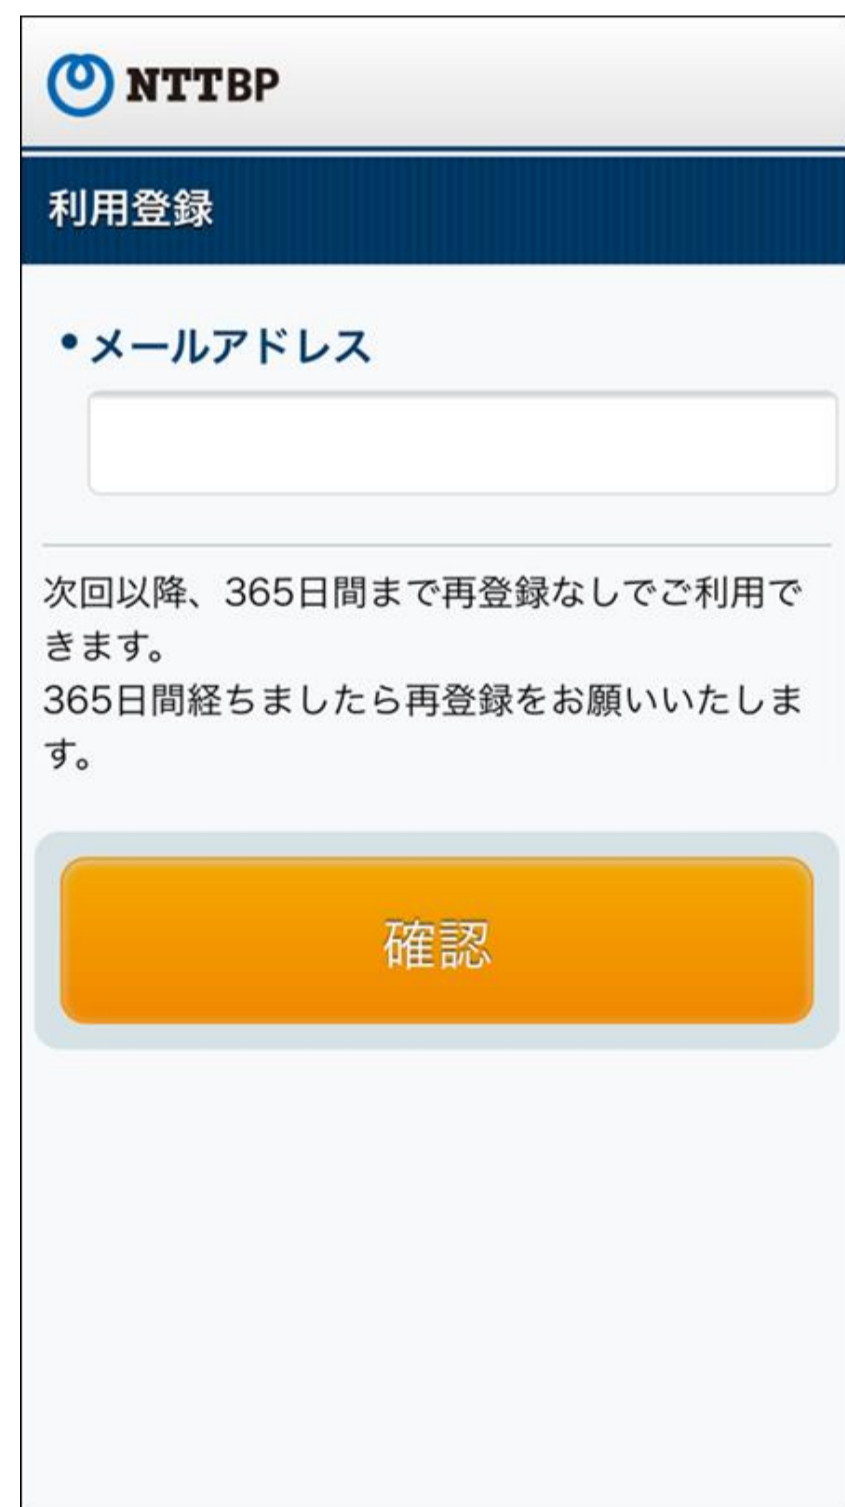 NTTBP
利用登録
•メールアドレス
次回以降、365日間まで再登録なしでご利用で
きます。
365日間経ちましたら再登録をお願いいたしま
す。
確認